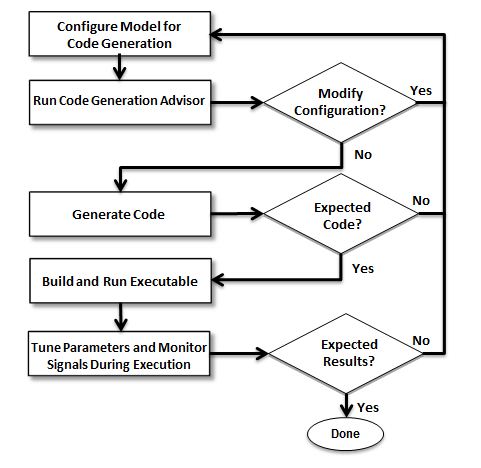 Configure Model for
Code Generation
Run Code Generation Advisor
Modify
Configuration?
Yes
No
Generate Code
Expected
Code?
No
Yes
Build and Run Executable
Tune Parameters and Monitor
Signals During Execution
Expected
Results?
No
Yes
Done